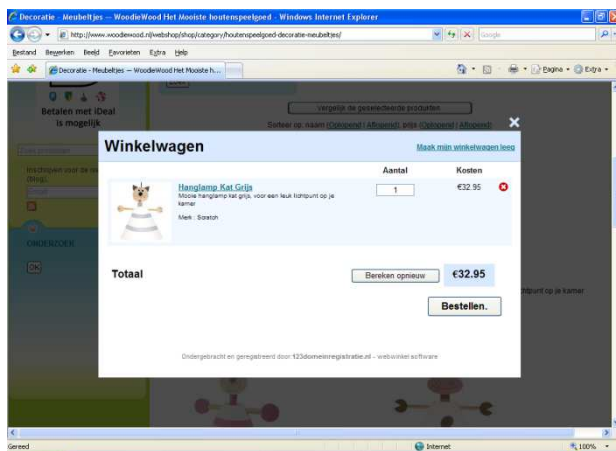 Decoratie - Meubeltjes — WoodieWood Het Mooiste houtenspeelgoed - Windows Internet Explorer
http://www.woodiewood.nl/webshop/shop/category/houtenspeelgoed-decoratie-meubeltjes/
Google
Bestand Bewerken Beeld Favorieten Extra Help
Decoratie - Meubeltjes — WoodieWood Het Mooiste h...
Pagina Extra
Betalen met iDeal
is mogelijk
Vergelijk de geselecteerde produkten.
Sorteer op: naam (Oplopend | Aflopend), prijs (Oplopend | Aflopend)
Winkelwagen
Maak mijn winkelwagen leeg
Aantal Kosten
Hanglamp Kat Grijs
1
€32.95
Mooie hanglamp kat grijs, voor een leuk lichtpunt op je
kamer
Merk : Scratch
ONDERZOEK
OK
Totaal
Bereken opnieuw
€32.95
lichtpunt op je kamer
Bestellen.
Ondergebracht en geregistreerd door 123domeinregistratie.nl – webwinkel software
Gereed
Internet
100%